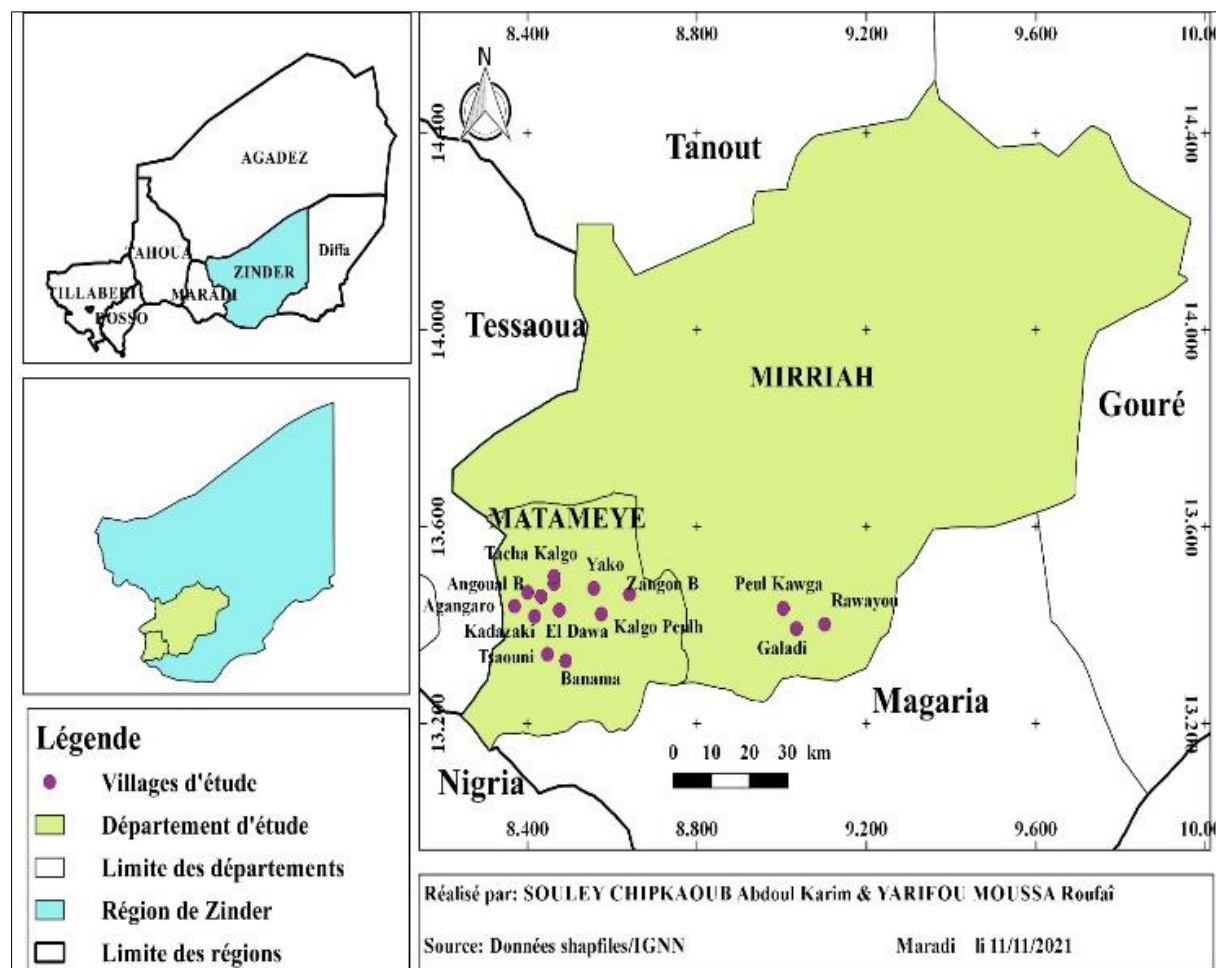 AGADEZ
TAHOUA
ZINDER
Diffa
MARADI
TILLABERI
DOSSO
Légende
Villages d'étude
Département d'étude
Limite des départements
Région de Zinder
Limite des régions
8.400 8.800 9.200 9.600 10.00
N
14.400 14.400
Tanout
Tessaoua
14.000 14.000
MIRRIAH
Gouré
13.600 13.600
MATAMEYE
Tacha Kalgo
Yako
Angoual B
Zangon B
Peul Kawga
Agangaro
Rawayou
Kadazaki
El Dawa
Kalgo Peulh
Galadi
Tsaouni
Banama
Magaria
13.200 13.200
0 10 20 30 km
Nigria
8.400 8.800 9.200 9.600 10.00
Réalisé par: SOULEY CHIPKAOUB Abdoul Karim & YARIFOU MOUSSA Roufaî
Source: Données shapfiles/IGNN Maradi li 11/11/2021